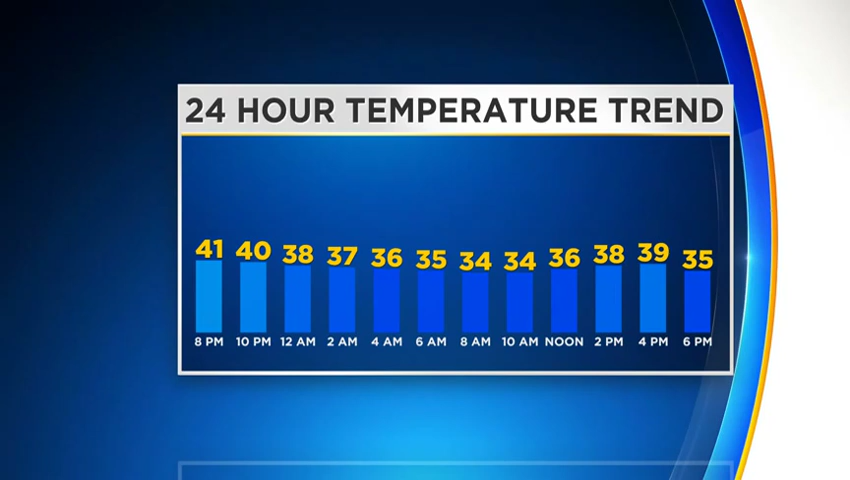 24 HOUR TEMPERATURE TREND
41 40 38 37 36 35 34 34 36 38 39 35
8 PM 10 PM 12 AM 2 AM 4 AM 6 AM 8 AM 10 AM NOON 2 PM 4 PM 6 PM